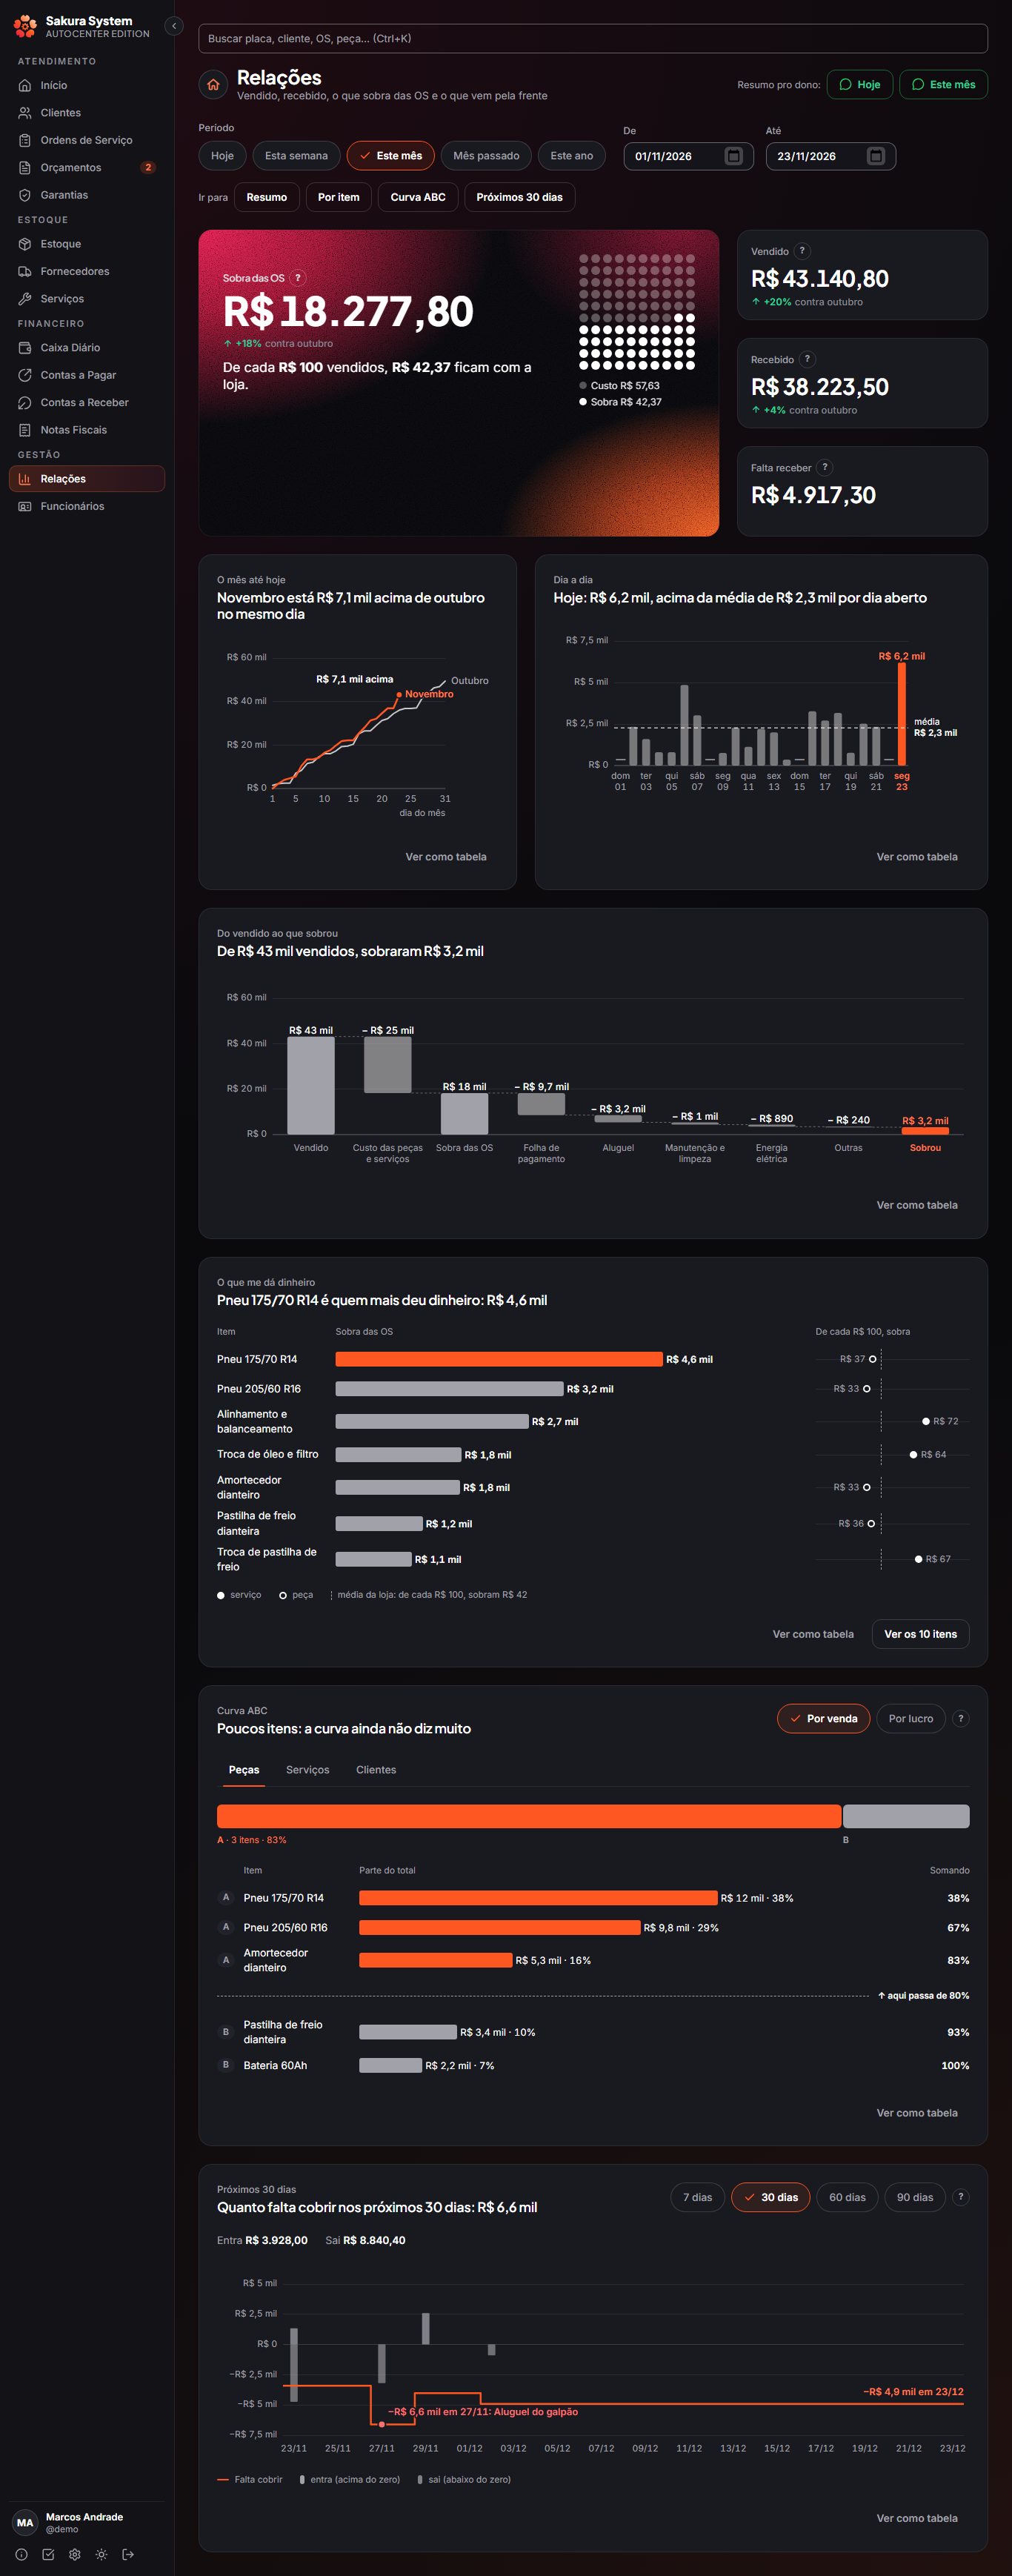 Sakura System
AUTOCENTER EDITION
ATENDIMENTO
Início
Clientes
Ordens de Serviço
Orçamentos 2
Garantias
ESTOQUE
Estoque
Fornecedores
Serviços
FINANCEIRO
Caixa Diário
Contas a Pagar
Contas a Receber
Notas Fiscais
GESTÃO
Relações
Funcionários
MA
Marcos Andrade
@demo
Buscar placa, cliente, OS, peça... (Ctrl+K)
Relações
Vendido, recebido, o que sobra das OS e o que vem pela frente
Resumo pro dono: Hoje Este mês
Período
Hoje Esta semana Este mês Mês passado Este ano
De
01/11/2026
Até
23/11/2026
Ir para Resumo Por item Curva ABC Próximos 30 dias
Sobra das OS ?
R$ 18.277,80
↑ +18% contra outubro
De cada R$ 100 vendidos, R$ 42,37 ficam com a
loja.
Custo R$ 57,63
Sobra R$ 42,37
Vendido ?
R$ 43.140,80
↑ +20% contra outubro
Recebido ?
R$ 38.223,50
↑ +4% contra outubro
Falta receber ?
R$ 4.917,30
O mês até hoje
Novembro está R$ 7,1 mil acima de outubro
no mesmo dia
R$ 60 mil
R$ 40 mil
R$ 20 mil
R$ 0
R$ 7,1 mil acima
Outubro
Novembro
1 5 10 15 20 25 31
dia do mês
Ver como tabela
Dia a dia
Hoje: R$ 6,2 mil, acima da média de R$ 2,3 mil por dia aberto
R$ 7,5 mil
R$ 5 mil
R$ 2,5 mil
R$ 0
R$ 6,2 mil
média
R$ 2,3 mil
dom ter qui sáb seg qua sex dom ter qui sáb seg
01 03 05 07 09 11 13 15 17 19 21 23
Ver como tabela
Do vendido ao que sobrou
De R$ 43 mil vendidos, sobraram R$ 3,2 mil
R$ 60 mil
R$ 40 mil
R$ 20 mil
R$ 0
R$ 43 mil
− R$ 25 mil
R$ 18 mil
− R$ 9,7 mil
− R$ 3,2 mil
− R$ 1 mil
− R$ 890
− R$ 240
R$ 3,2 mil
Vendido
Custo das peças
e serviços
Sobra das OS
Folha de
pagamento
Aluguel
Manutenção e
limpeza
Energia
elétrica
Outras
Sobrou
Ver como tabela
O que me dá dinheiro
Pneu 175/70 R14 é quem mais deu dinheiro: R$ 4,6 mil
Item Sobra das OS De cada R$ 100, sobra
Pneu 175/70 R14 R$ 4,6 mil R$ 37
Pneu 205/60 R16 R$ 3,2 mil R$ 33
Alinhamento e
balanceamento R$ 2,7 mil R$ 72
Troca de óleo e filtro R$ 1,8 mil R$ 64
Amortecedor
dianteiro R$ 1,8 mil R$ 33
Pastilha de freio
dianteira R$ 1,2 mil R$ 36
Troca de pastilha de
freio R$ 1,1 mil R$ 67
serviço peça média da loja: de cada R$ 100, sobram R$ 42
Ver como tabela Ver os 10 itens
Curva ABC
Poucos itens: a curva ainda não diz muito
Por venda Por lucro ?
Peças Serviços Clientes
A · 3 itens · 83% B
Item Parte do total Somando
A Pneu 175/70 R14 R$ 12 mil · 38% 38%
A Pneu 205/60 R16 R$ 9,8 mil · 29% 67%
A Amortecedor
dianteiro R$ 5,3 mil · 16% 83%
↑ aqui passa de 80%
B Pastilha de freio
dianteira R$ 3,4 mil · 10% 93%
B Bateria 60Ah R$ 2,2 mil · 7% 100%
Ver como tabela
Próximos 30 dias
Quanto falta cobrir nos próximos 30 dias: R$ 6,6 mil
7 dias 30 dias 60 dias 90 dias ?
Entra R$ 3.928,00 Sai R$ 8.840,40
R$ 5 mil
R$ 2,5 mil
R$ 0
−R$ 2,5 mil
−R$ 5 mil
−R$ 7,5 mil
−R$ 4,9 mil em 23/12
−R$ 6,6 mil em 27/11: Aluguel do galpão
23/11 25/11 27/11 29/11 01/12 03/12 05/12 07/12 09/12 11/12 13/12 15/12 17/12 19/12 21/12 23/12
Falta cobrir entra (acima do zero) sai (abaixo do zero)
Ver como tabela